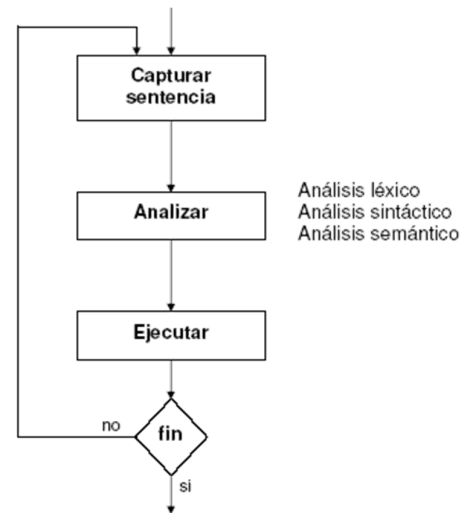 Capturar
sentencia
Analizar
Análisis léxico
Análisis sintáctico
Análisis semántico
Ejecutar
fin
no
si